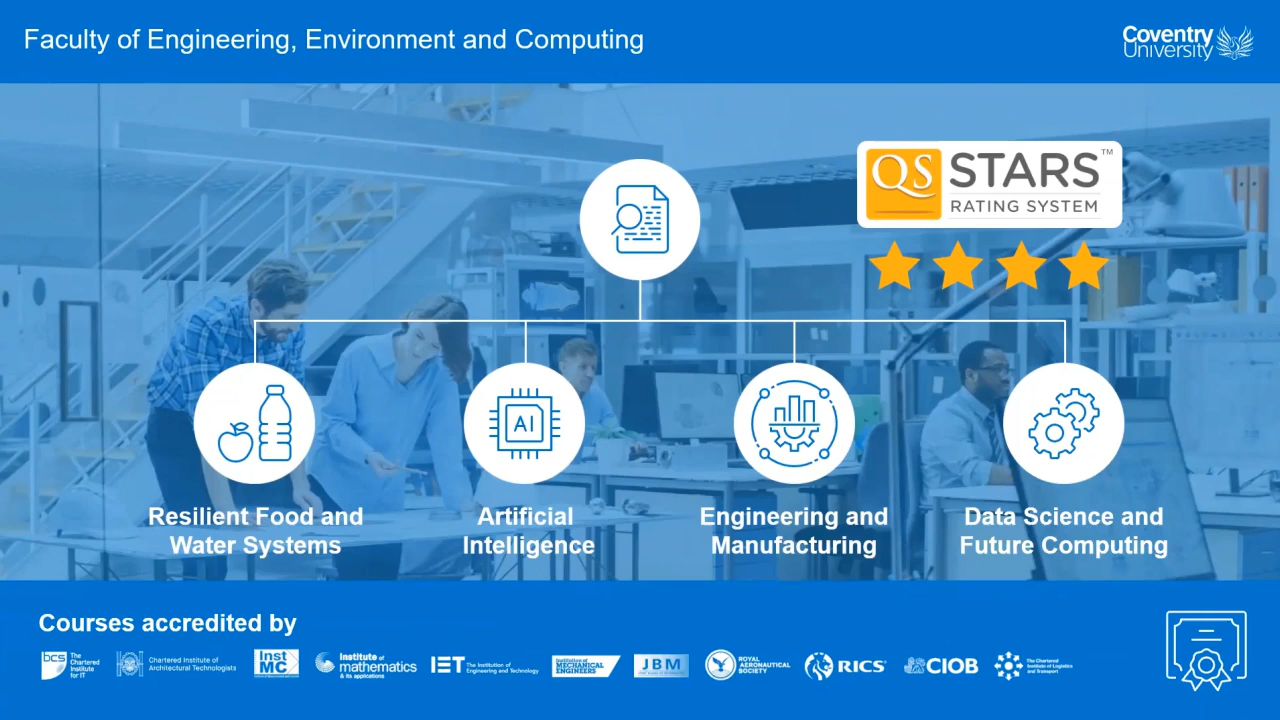 Faculty of Engineering, Environment and Computing
Coventry
University
QS
STARS™
RATING SYSTEM
AI
Resilient Food and
Water Systems
Artificial
Intelligence
Engineering and
Manufacturing
Data Science and
Future Computing
Courses accredited by
bcs
The
Chartered
Institute
for IT
Chartered Institute of
Architectural Technologists
Inst
MC
Institute of
mathematics
& its applications
IET
The Institution of
Engineering and Technology
Institution of
MECHANICAL
ENGINEERS
JBM
ROYAL
AERONAUTICAL
SOCIETY
RICS
CIOB
The Chartered
Institute of Logistics
and Transport